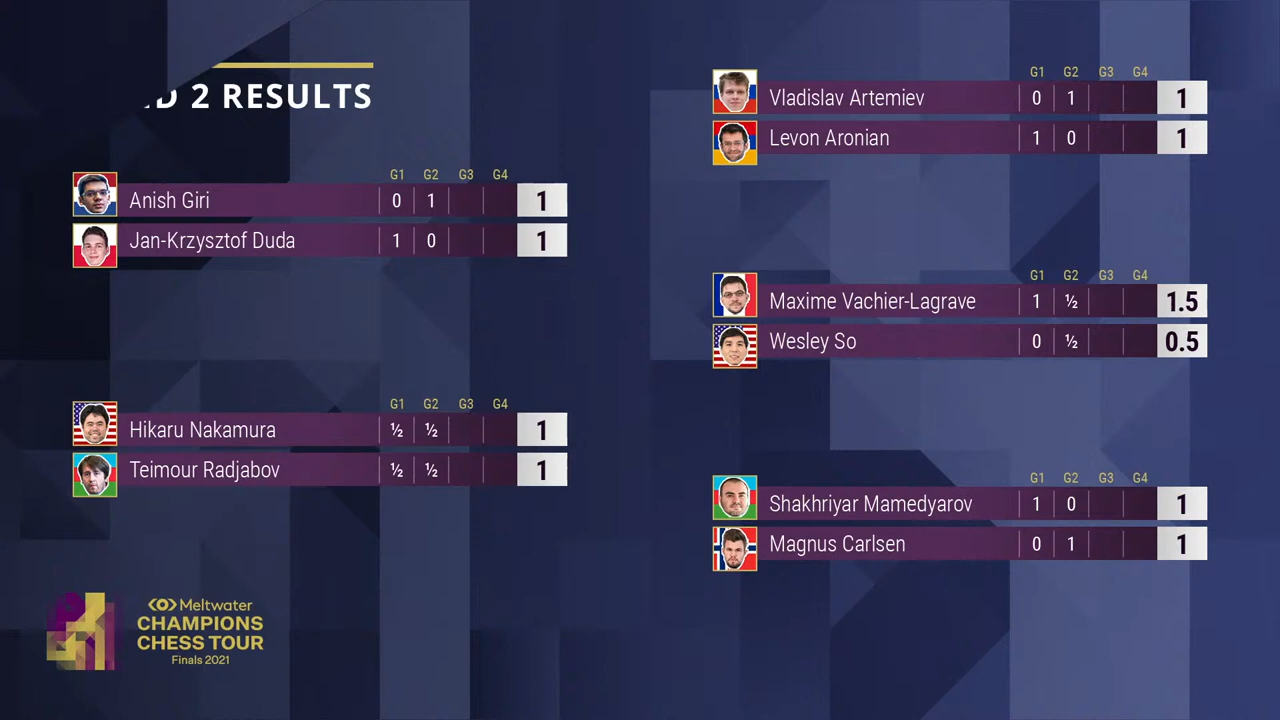 2 RESULTS
G1 G2 G3 G4
Anish Giri 0 1 1
Jan-Krzysztof Duda 1 0 1
G1 G2 G3 G4
Hikaru Nakamura ½ ½ 1
Teimour Radjabov ½ ½ 1
Meltwater
CHAMPIONS
CHESS TOUR
Finals 2021
G1 G2 G3 G4
Vladislav Artemiev 0 1 1
Levon Aronian 1 0 1
G1 G2 G3 G4
Maxime Vachier-Lagrave 1 ½ 1.5
Wesley So 0 ½ 0.5
G1 G2 G3 G4
Shakhriyar Mamedyarov 1 0 1
Magnus Carlsen 0 1 1